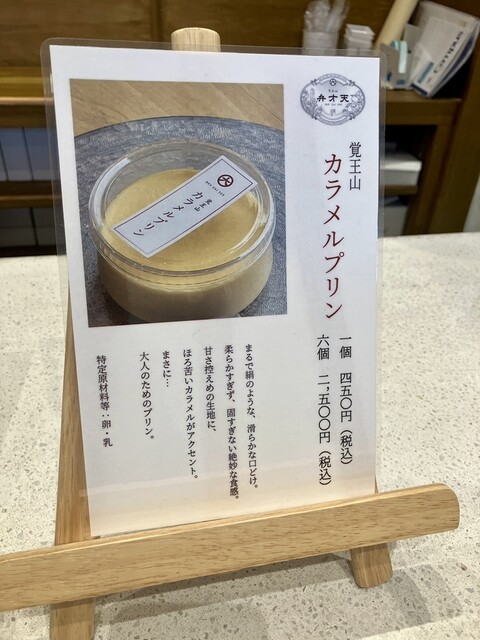 弁才天
覚王山
カラメルプリン
一個 四五〇円(税込)
六個 二,五〇〇円(税込)
まるで絹のような、滑らかな口どけ。
柔らかすぎず、固すぎない絶妙な食感。
甘さ控えめの生地に、
ほろ苦いカラメルがアクセント。
まさに…
大人のためのプリン。
特定原材料等:卵・乳
覚王山
カラメルプリン